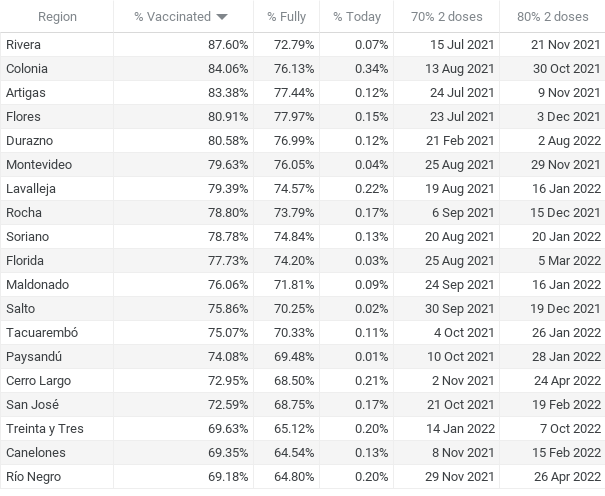 Region % Vaccinated % Fully % Today 70% 2 doses 80% 2 doses
Rivera 87.60% 72.79% 0.07% 15 Jul 2021 21 Nov 2021
Colonia 84.06% 76.13% 0.34% 13 Aug 2021 30 Oct 2021
Artigas 83.38% 77.44% 0.12% 24 Jul 2021 9 Nov 2021
Flores 80.91% 77.97% 0.15% 23 Jul 2021 3 Dec 2021
Durazno 80.58% 76.99% 0.12% 21 Feb 2021 2 Aug 2022
Montevideo 79.63% 76.05% 0.04% 25 Aug 2021 29 Nov 2021
Lavalleja 79.39% 74.57% 0.22% 19 Aug 2021 16 Jan 2022
Rocha 78.80% 73.79% 0.17% 6 Sep 2021 15 Dec 2021
Soriano 78.78% 74.84% 0.13% 20 Aug 2021 20 Jan 2022
Florida 77.73% 74.20% 0.03% 25 Aug 2021 5 Mar 2022
Maldonado 76.06% 71.81% 0.09% 24 Sep 2021 16 Jan 2022
Salto 75.86% 70.25% 0.02% 30 Sep 2021 19 Dec 2021
Tacuarembó 75.07% 70.33% 0.11% 4 Oct 2021 26 Jan 2022
Paysandú 74.08% 69.48% 0.01% 10 Oct 2021 28 Jan 2022
Cerro Largo 72.95% 68.50% 0.21% 2 Nov 2021 24 Apr 2022
San José 72.59% 68.75% 0.17% 21 Oct 2021 19 Feb 2022
Treinta y Tres 69.63% 65.12% 0.20% 14 Jan 2022 7 Oct 2022
Canelones 69.35% 64.54% 0.13% 8 Nov 2021 15 Feb 2022
Río Negro 69.18% 64.80% 0.20% 29 Nov 2021 26 Apr 2022